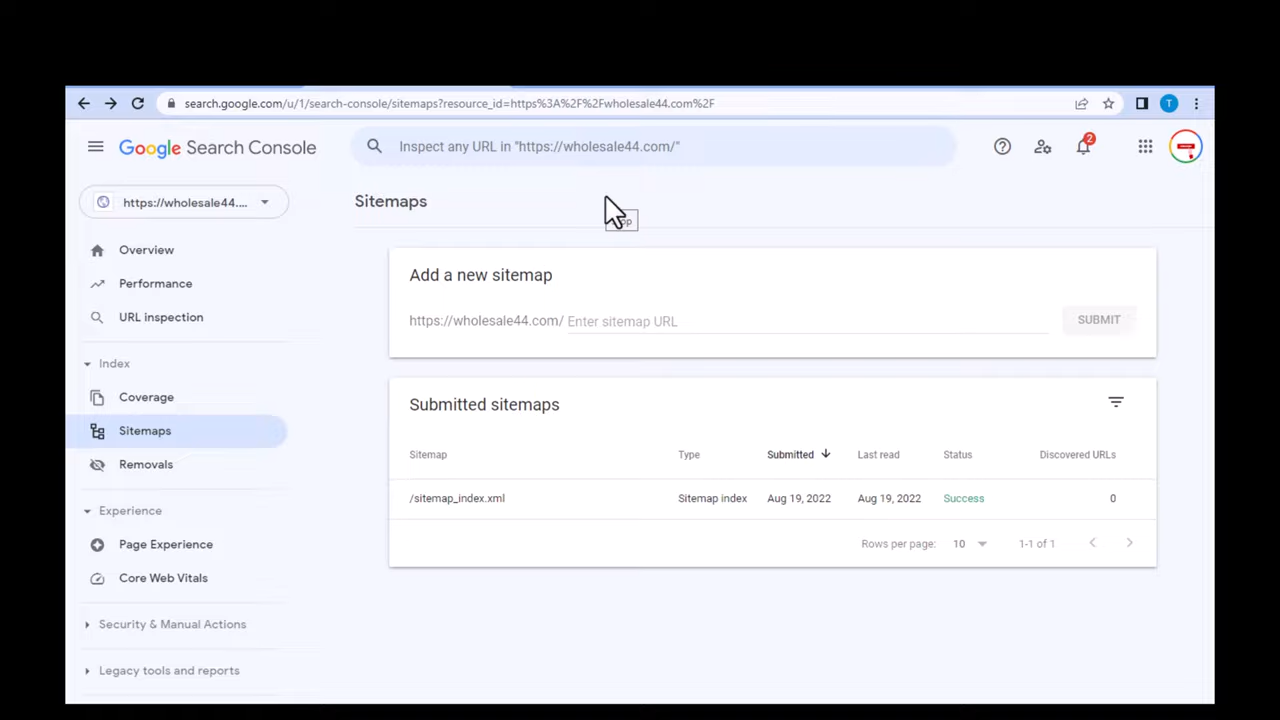 search.google.com/u/1/search-console/sitemaps?resource_id=https%3A%2F%2Fwholesale44.com%2F
T
Google Search Console
Inspect any URL in "https://wholesale44.com/"
2
https://wholesale44....
Sitemaps
Overview
Performance
URL inspection
Index
Coverage
Sitemaps
Removals
Experience
Page Experience
Core Web Vitals
Security & Manual Actions
Legacy tools and reports
Add a new sitemap
https://wholesale44.com/ Enter sitemap URL
SUBMIT
Submitted sitemaps
Sitemap Type Submitted Last read Status Discovered URLs
/sitemap_index.xml Sitemap index Aug 19, 2022 Aug 19, 2022 Success 0
Rows per page: 10 1-1 of 1